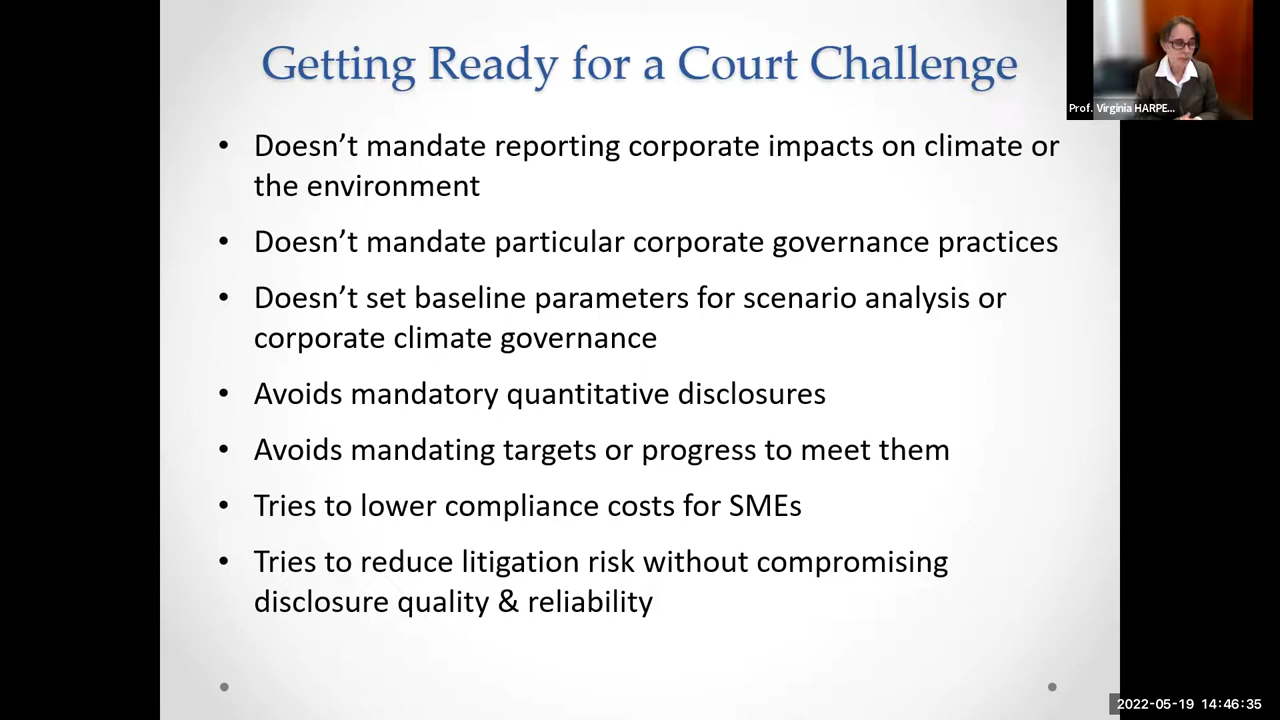 Getting Ready for a Court Challenge
Prof. Virginia HARPE...
• Doesn’t mandate reporting corporate impacts on climate or
the environment
• Doesn’t mandate particular corporate governance practices
• Doesn’t set baseline parameters for scenario analysis or
corporate climate governance
• Avoids mandatory quantitative disclosures
• Avoids mandating targets or progress to meet them
• Tries to lower compliance costs for SMEs
• Tries to reduce litigation risk without compromising
disclosure quality & reliability
2022-05-19 14:46:35